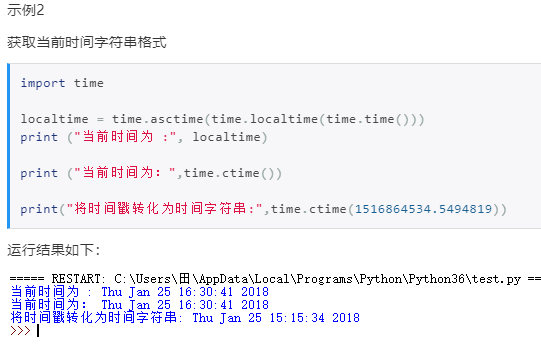 示例2
获取当前时间字符串格式
import time
localtime = time.asctime(time.localtime(time.time()))
print ("当前时间为 :", localtime)
print ("当前时间为：",time.ctime())
print("将时间戳转化为时间字符串:",time.ctime(1516864534.5494819))
运行结果如下：
===== RESTART: C:\Users\田\AppData\Local\Programs\Python\Python36\test.py ==
当前时间为 : Thu Jan 25 16:30:41 2018
当前时间为： Thu Jan 25 16:30:41 2018
将时间戳转化为时间字符串: Thu Jan 25 15:15:34 2018
>>>